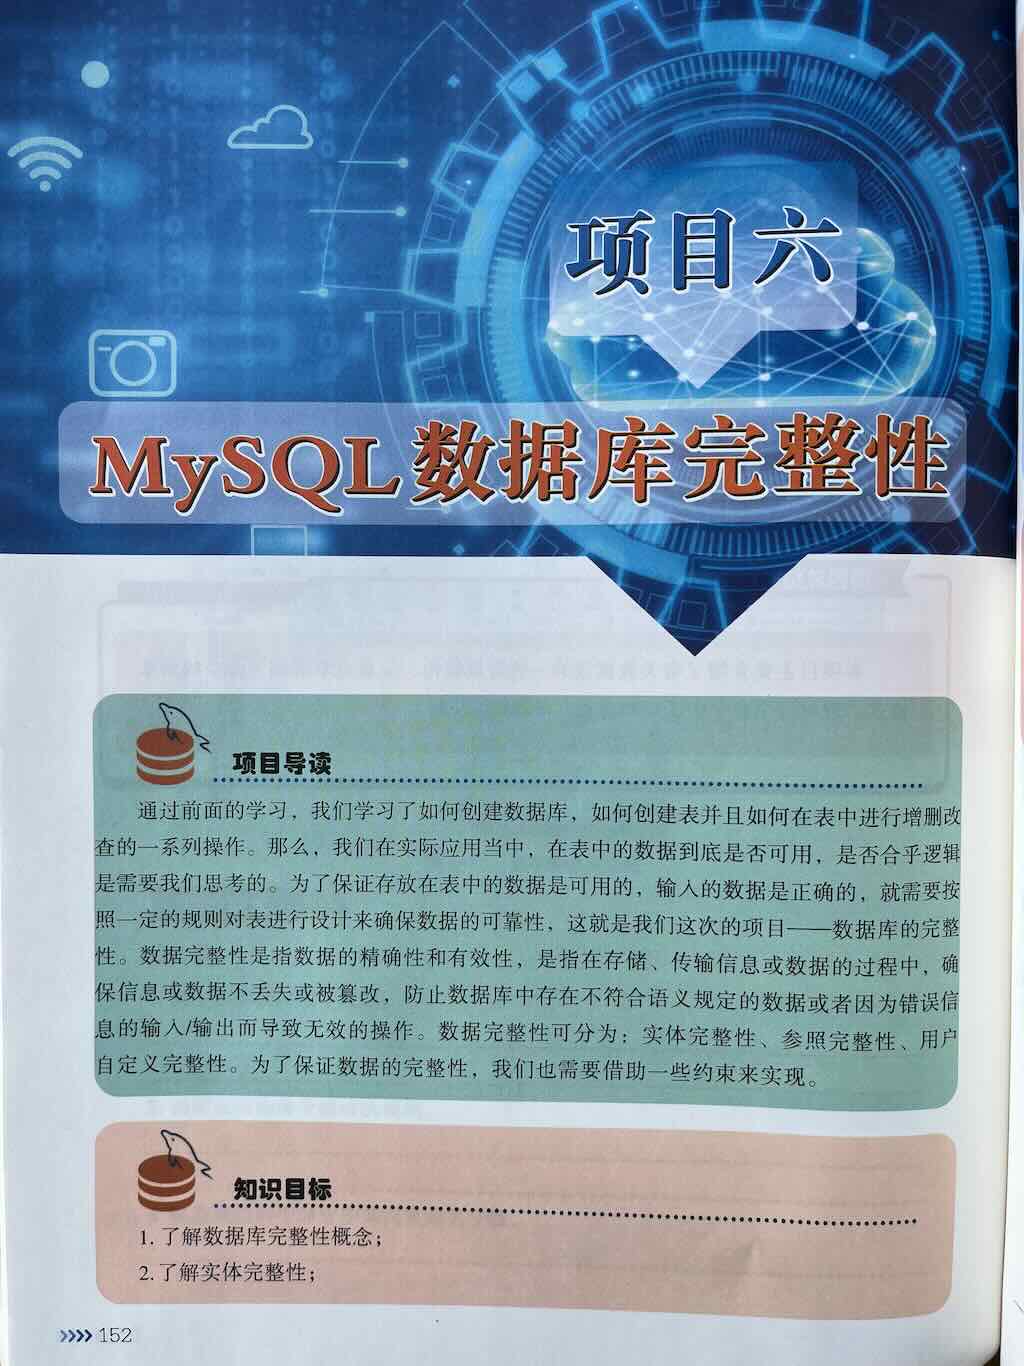 项目六
MySQL数据库完整性
项目导读
通过前面的学习，我们学习了如何创建数据库，如何创建表并且如何在表中进行增删改
查的一系列操作。那么，我们在实际应用当中，在表中的数据到底是否可用，是否合乎逻辑
是需要我们思考的。为了保证存放在表中的数据是可用的，输入的数据是正确的，就需要按
照一定的规则对表进行设计来确保数据的可靠性，这就是我们这次的项目——数据库的完整
性。数据完整性是指数据的精确性和有效性，是指在存储、传输信息或数据的过程中，确
保信息或数据不丢失或被篡改，防止数据库中存在不符合语义规定的数据或者因为错误信
息的输入/输出而导致无效的操作。数据完整性可分为：实体完整性、参照完整性、用户
自定义完整性。为了保证数据的完整性，我们也需要借助一些约束来实现。
知识目标
1. 了解数据库完整性概念；
2. 了解实体完整性；
152